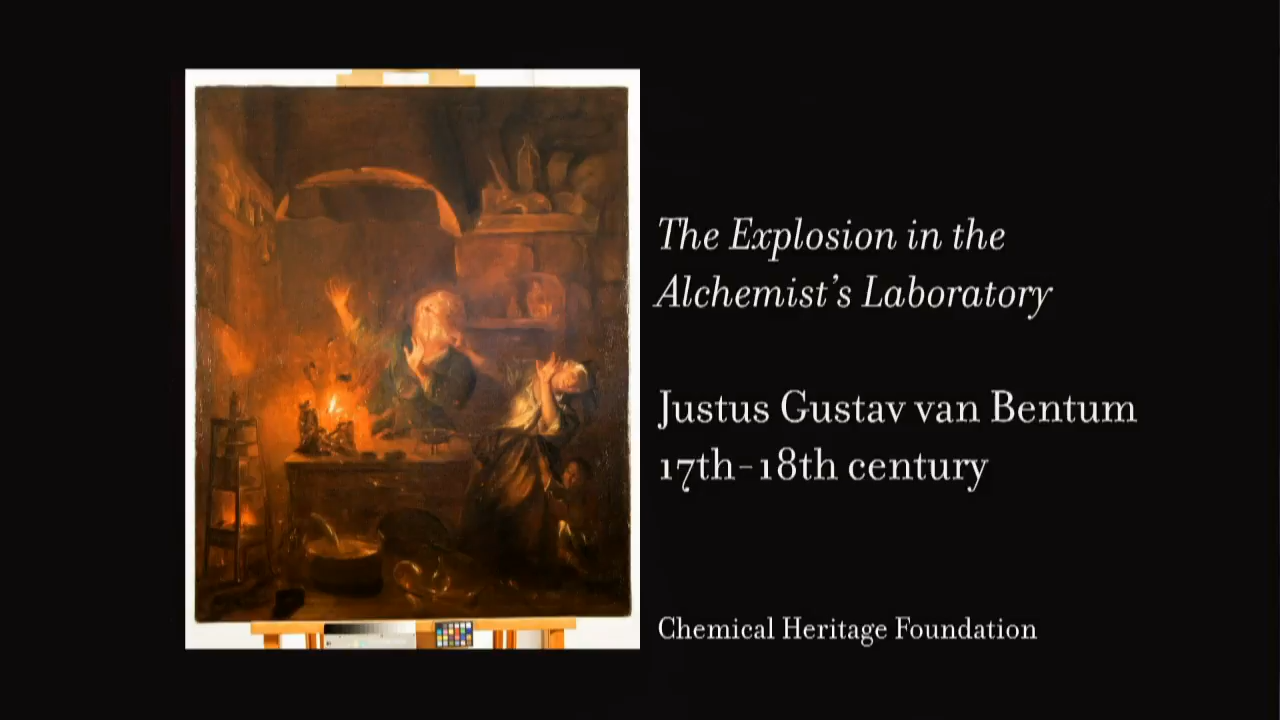 The Explosion in the
Alchemist’s Laboratory
Justus Gustav van Bentum
17th-18th century
Chemical Heritage Foundation